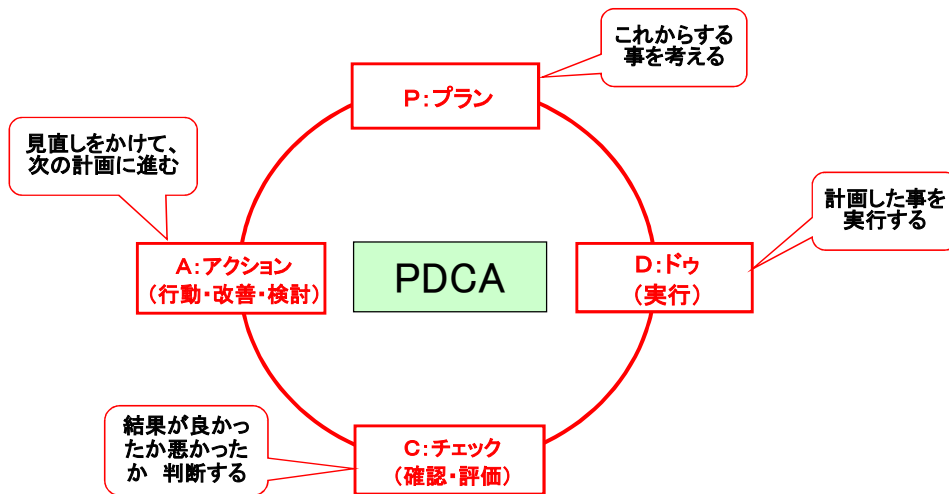 これからする
事を考える
P:プラン
見直しをかけて、
次の計画に進む
計画した事を
実行する
A:アクション
(行動・改善・検討)
PDCA
D:ドゥ
(実行)
結果が良かっ
たか悪かった
か 判断する
C:チェック
(確認・評価)